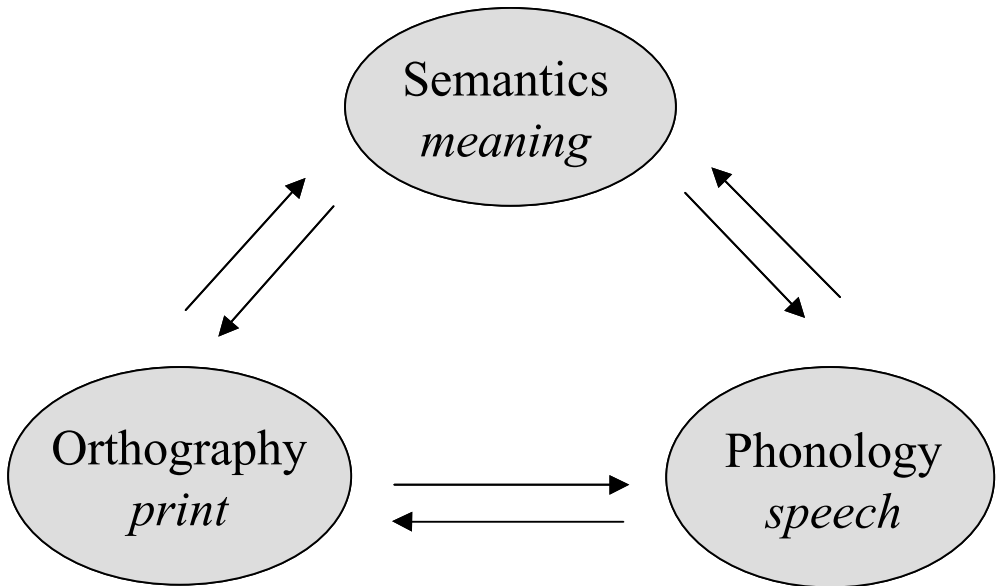 Semantics
meaning
Orthography
print
Phonology
speech